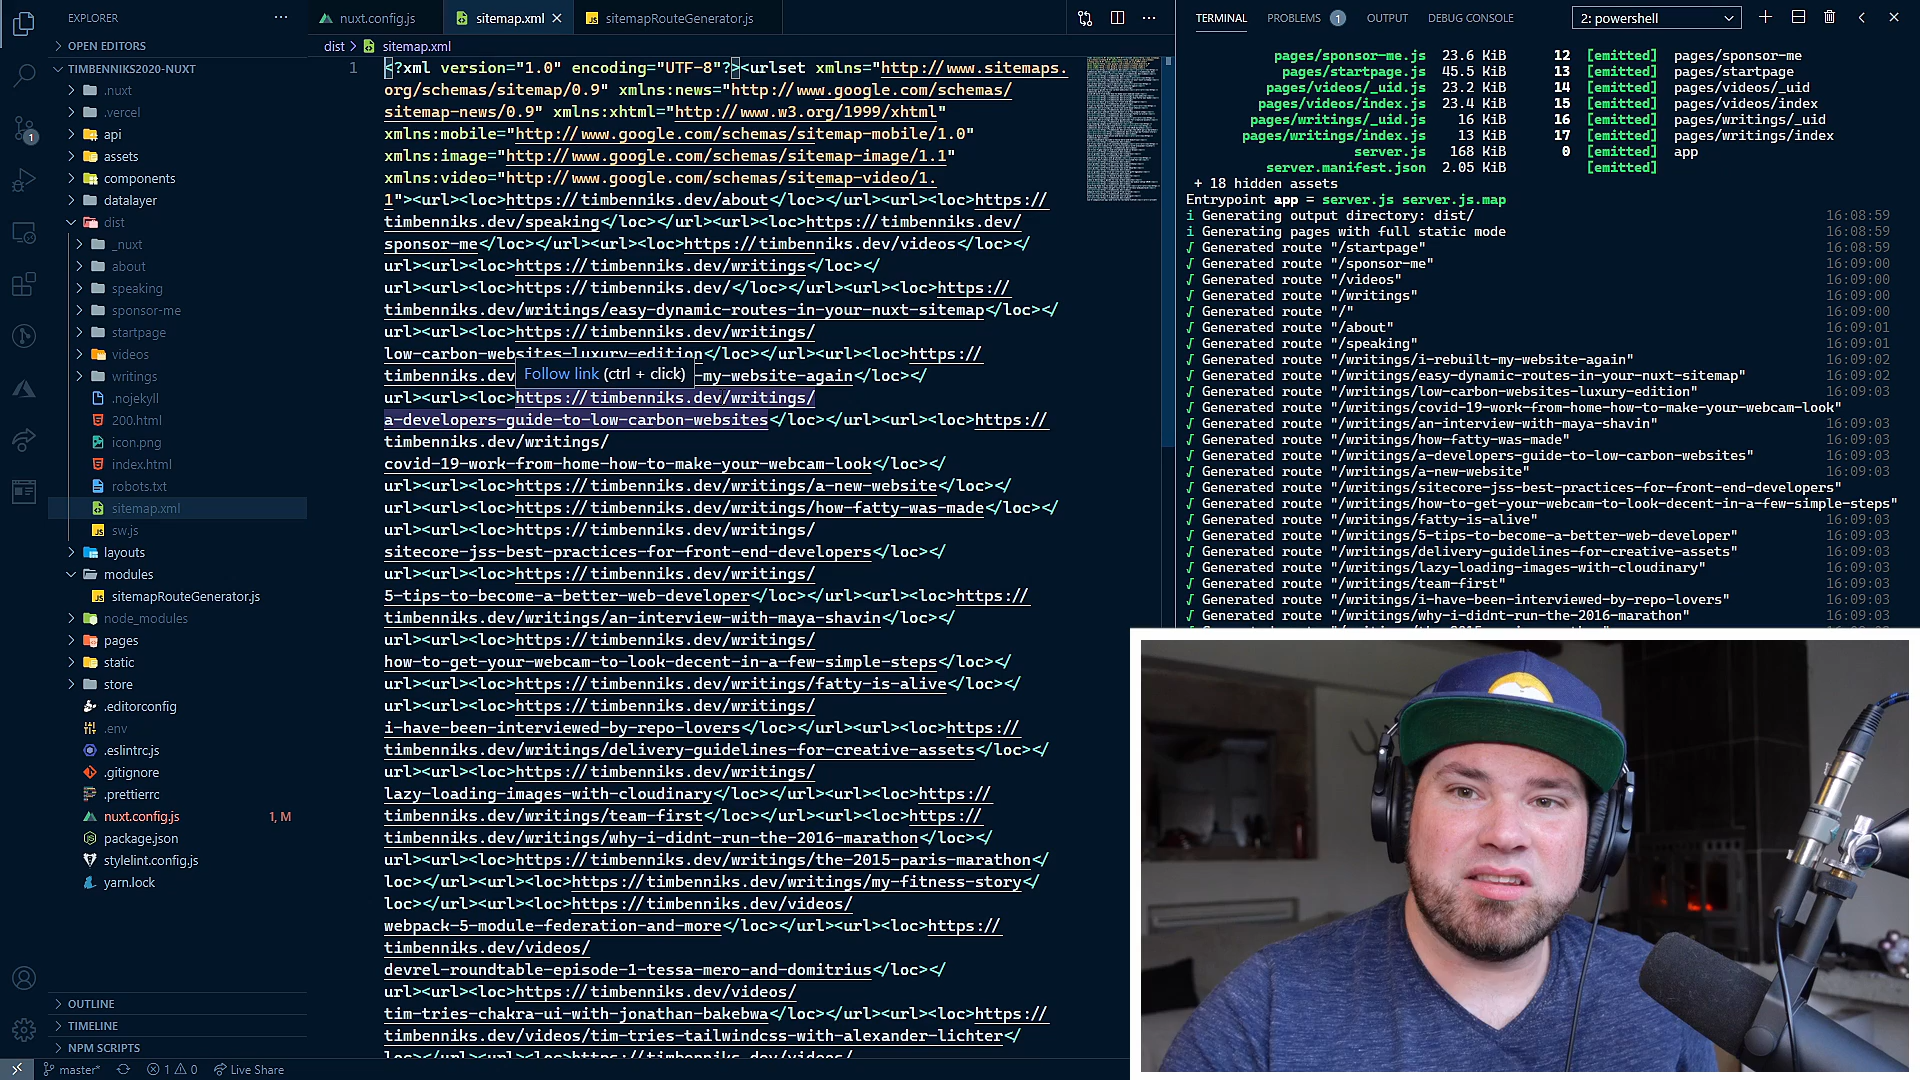 EXPLORER
OPEN EDITORS
TIMBENNIKS2020-NUXT
.nuxt
.vercel
api
assets
components
datalayer
dist
_nuxt
about
speaking
sponsor-me
startpage
videos
writings
.nojekyll
200.html
icon.png
index.html
robots.txt
sitemap.xml
sw.js
layouts
modules
sitemapRouteGenerator.js
node_modules
pages
static
store
.editorconfig
.env
.eslintrc.js
.gitignore
.prettierrc
nuxt.config.js 1, M
package.json
stylelint.config.js
yarn.lock
OUTLINE
TIMELINE
NPM SCRIPTS
1
master* 1 0 Live Share
nuxt.config.js sitemap.xml sitemapRouteGenerator.js
dist > sitemap.xml
1 <?xml version="1.0" encoding="UTF-8"?><urlset xmlns="http://www.sitemaps.
org/schemas/sitemap/0.9" xmlns:news="http://www.google.com/schemas/
sitemap-news/0.9" xmlns:xhtml="http://www.w3.org/1999/xhtml"
xmlns:mobile="http://www.google.com/schemas/sitemap-mobile/1.0"
xmlns:image="http://www.google.com/schemas/sitemap-image/1.1"
xmlns:video="http://www.google.com/schemas/sitemap-video/1.
1"><url><loc>https://timbenniks.dev/about</loc></url><url><loc>https://
timbenniks.dev/speaking</loc></url><url><loc>https://timbenniks.dev/
sponsor-me</loc></url><url><loc>https://timbenniks.dev/videos</loc></
url><url><loc>https://timbenniks.dev/writings</loc></
url><url><loc>https://timbenniks.dev/</loc></url><url><loc>https://
timbenniks.dev/writings/easy-dynamic-routes-in-your-nuxt-sitemap</loc></
url><url><loc>https://timbenniks.dev/writings/
low-carbon-websites-luxury-edition</loc></url><url><loc>https://
timbenniks.dev -my-website-again</loc></
Follow link (ctrl + click)
url><url><loc>https://timbenniks.dev/writings/
a-developers-guide-to-low-carbon-websites</loc></url><url><loc>https://
timbenniks.dev/writings/
covid-19-work-from-home-how-to-make-your-webcam-look</loc></
url><url><loc>https://timbenniks.dev/writings/a-new-website</loc></
url><url><loc>https://timbenniks.dev/writings/how-fatty-was-made</loc></
url><url><loc>https://timbenniks.dev/writings/
sitecore-jss-best-practices-for-front-end-developers</loc></
url><url><loc>https://timbenniks.dev/writings/
5-tips-to-become-a-better-web-developer</loc></url><url><loc>https://
timbenniks.dev/writings/an-interview-with-maya-shavin</loc></
url><url><loc>https://timbenniks.dev/writings/
how-to-get-your-webcam-to-look-decent-in-a-few-simple-steps</loc></
url><url><loc>https://timbenniks.dev/writings/fatty-is-alive</loc></
url><url><loc>https://timbenniks.dev/writings/
i-have-been-interviewed-by-repo-lovers</loc></url><url><loc>https://
timbenniks.dev/writings/delivery-guidelines-for-creative-assets</loc></
url><url><loc>https://timbenniks.dev/writings/
lazy-loading-images-with-cloudinary</loc></url><url><loc>https://
timbenniks.dev/writings/team-first</loc></url><url><loc>https://
timbenniks.dev/writings/why-i-didnt-run-the-2016-marathon</loc></
url><url><loc>https://timbenniks.dev/writings/the-2015-paris-marathon</
loc></url><url><loc>https://timbenniks.dev/writings/my-fitness-story</
loc></url><url><loc>https://timbenniks.dev/videos/
webpack-5-module-federation-and-more</loc></url><url><loc>https://
timbenniks.dev/videos/
devrel-roundtable-episode-1-tessa-mero-and-domitrius</loc></
url><url><loc>https://timbenniks.dev/videos/
tim-tries-chakra-ui-with-jonathan-bakebwa</loc></url><url><loc>https://
timbenniks.dev/videos/tim-tries-tailwindcss-with-alexander-lichter</
loc></url><url><loc>https://timbenniks.dev/videos/
TERMINAL PROBLEMS 1 OUTPUT DEBUG CONSOLE 2: powershell
pages/sponsor-me.js 23.6 KiB 12 [emitted] pages/sponsor-me
pages/startpage.js 45.5 KiB 13 [emitted] pages/startpage
pages/videos/_uid.js 23.2 KiB 14 [emitted] pages/videos/_uid
pages/videos/index.js 23.4 KiB 15 [emitted] pages/videos/index
pages/writings/_uid.js 16 KiB 16 [emitted] pages/writings/_uid
pages/writings/index.js 13 KiB 17 [emitted] pages/writings/index
server.js 168 KiB 0 [emitted] app
server.manifest.json 2.05 KiB [emitted]
+ 18 hidden assets
Entrypoint app = server.js server.js.map
i Generating output directory: dist/ 16:08:59
i Generating pages with full static mode 16:08:59
√ Generated route "/startpage" 16:08:59
√ Generated route "/sponsor-me" 16:09:00
√ Generated route "/videos" 16:09:00
√ Generated route "/writings" 16:09:00
√ Generated route "/" 16:09:00
√ Generated route "/about" 16:09:01
√ Generated route "/speaking" 16:09:01
√ Generated route "/writings/i-rebuilt-my-website-again" 16:09:02
√ Generated route "/writings/easy-dynamic-routes-in-your-nuxt-sitemap" 16:09:02
√ Generated route "/writings/low-carbon-websites-luxury-edition" 16:09:03
√ Generated route "/writings/covid-19-work-from-home-how-to-make-your-webcam-look"
√ Generated route "/writings/an-interview-with-maya-shavin" 16:09:03
√ Generated route "/writings/how-fatty-was-made" 16:09:03
√ Generated route "/writings/a-developers-guide-to-low-carbon-websites" 16:09:03
√ Generated route "/writings/a-new-website" 16:09:03
√ Generated route "/writings/sitecore-jss-best-practices-for-front-end-developers"
√ Generated route "/writings/how-to-get-your-webcam-to-look-decent-in-a-few-simple-steps"
√ Generated route "/writings/fatty-is-alive" 16:09:03
√ Generated route "/writings/5-tips-to-become-a-better-web-developer" 16:09:03
√ Generated route "/writings/delivery-guidelines-for-creative-assets" 16:09:03
√ Generated route "/writings/lazy-loading-images-with-cloudinary" 16:09:03
√ Generated route "/writings/team-first" 16:09:03
√ Generated route "/writings/i-have-been-interviewed-by-repo-lovers" 16:09:03
√ Generated route "/writings/why-i-didnt-run-the-2016-marathon" 16:09:03